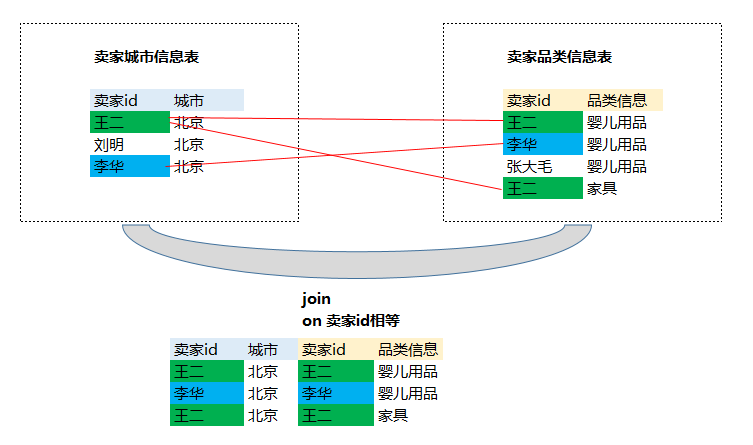 卖家城市信息表
卖家id 城市
王二 北京
刘明 北京
李华 北京
卖家品类信息表
卖家id 品类信息
王二 婴儿用品
李华 婴儿用品
张大毛 婴儿用品
王二 家具
join
on 卖家id相等
卖家id 城市 卖家id 品类信息
王二 北京 王二 婴儿用品
李华 北京 李华 婴儿用品
王二 北京 王二 家具